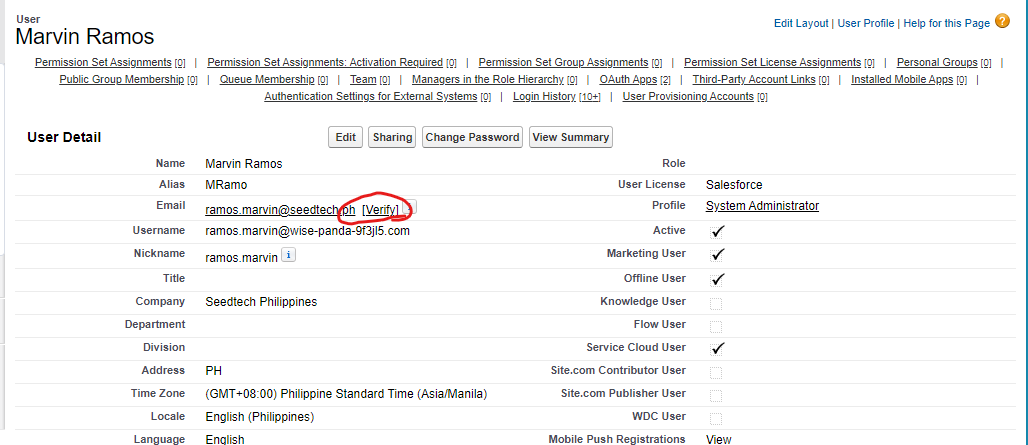 User
Marvin Ramos
Edit Layout | User Profile | Help for this Page ?
Permission Set Assignments [0] | Permission Set Assignments: Activation Required [0] | Permission Set Group Assignments [0] | Permission Set License Assignments [0] | Personal Groups [0] |
Public Group Membership [0] | Queue Membership [0] | Team [0] | Managers in the Role Hierarchy [0] | OAuth Apps [2] | Third-Party Account Links [0] | Installed Mobile Apps [0] |
Authentication Settings for External Systems [0] | Login History [10+] | User Provisioning Accounts [0]
User Detail Edit Sharing Change Password View Summary
Name Marvin Ramos Role
Alias MRamo User License Salesforce
Email ramos.marvin@seedtech.ph [Verify] i Profile System Administrator
Username ramos.marvin@wise-panda-9f3jl5.com Active
Nickname ramos.marvin i Marketing User
Title Offline User
Company Seedtech Philippines Knowledge User
Department Flow User
Division Service Cloud User
Address PH Site.com Contributor User
Time Zone (GMT+08:00) Philippine Standard Time (Asia/Manila) Site.com Publisher User
Locale English (Philippines) WDC User
Language English Mobile Push Registrations View